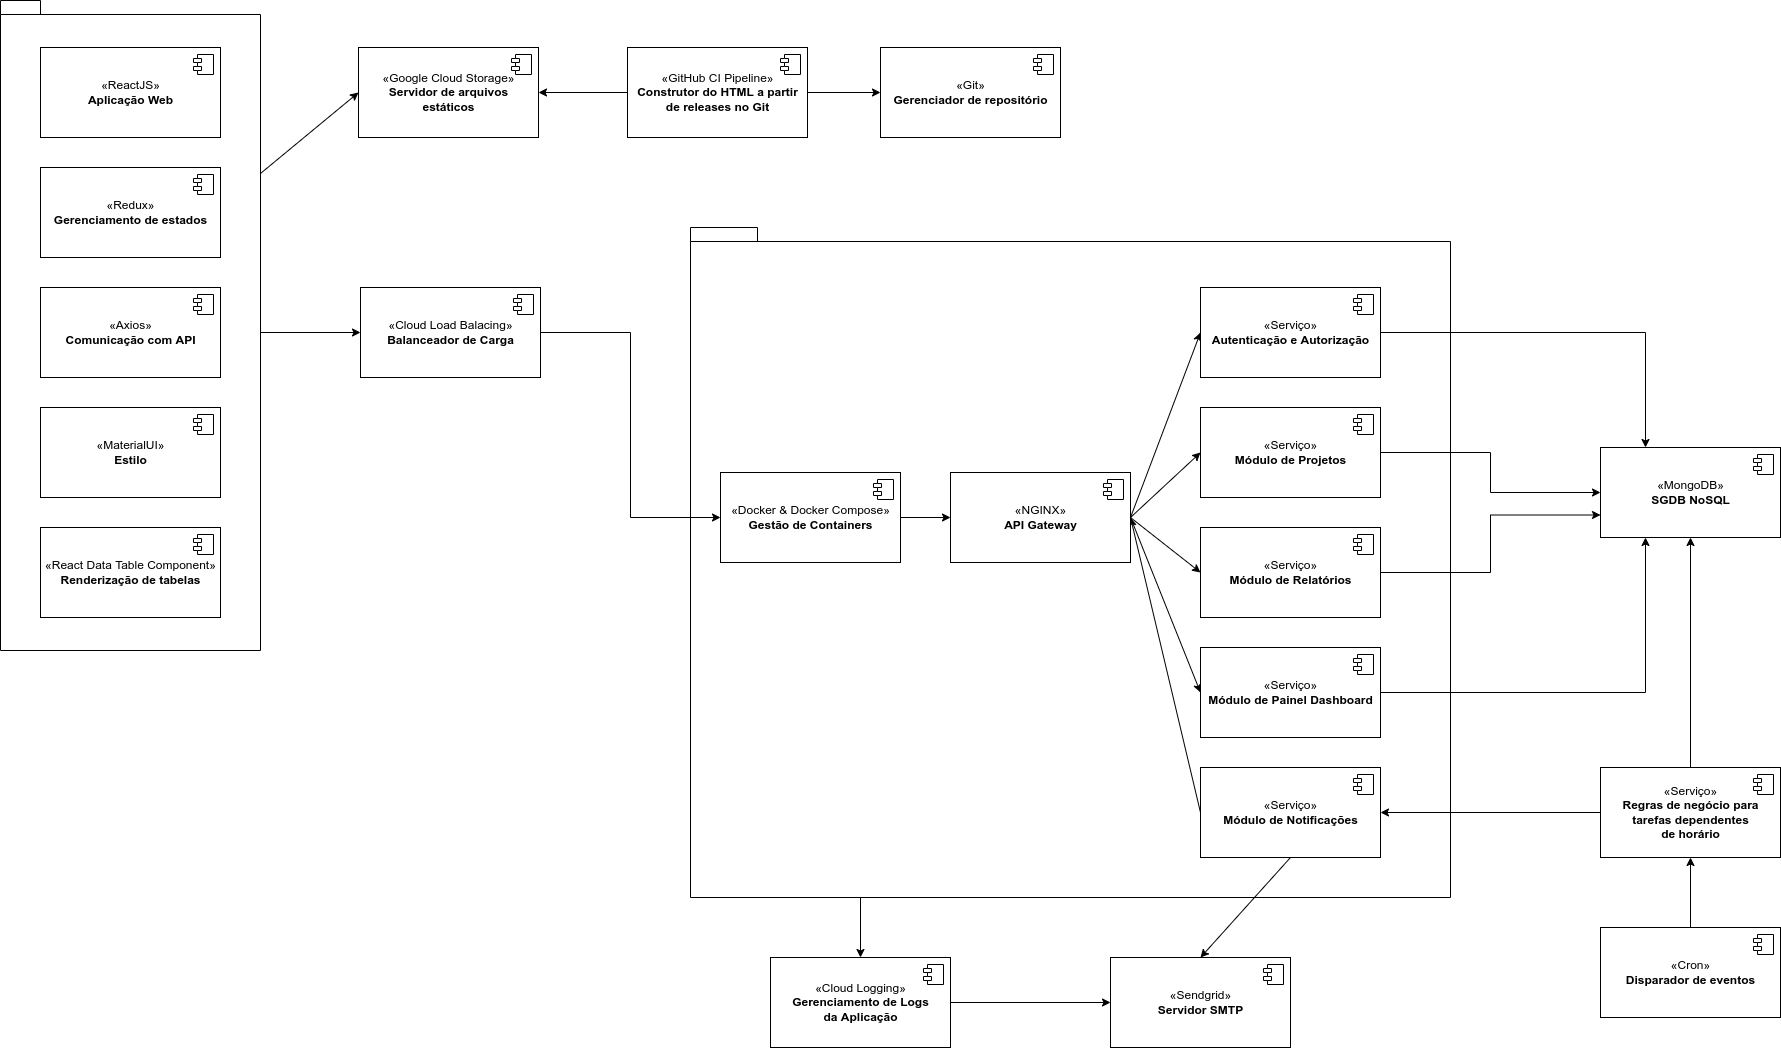 «ReactJS»
Aplicação Web
«Redux»
Gerenciamento de estados
«Axios»
Comunicação com API
«MaterialUI»
Estilo
«React Data Table Component»
Renderização de tabelas
«Google Cloud Storage»
Servidor de arquivos
estáticos
«GitHub CI Pipeline»
Construtor do HTML a partir
de releases no Git
«Git»
Gerenciador de repositório
«Cloud Load Balacing»
Balanceador de Carga
«Docker & Docker Compose»
Gestão de Containers
«NGINX»
API Gateway
«Serviço»
Autenticação e Autorização
«Serviço»
Módulo de Projetos
«Serviço»
Módulo de Relatórios
«Serviço»
Módulo de Painel Dashboard
«Serviço»
Módulo de Notificações
«MongoDB»
SGDB NoSQL
«Serviço»
Regras de negócio para
tarefas dependentes
de horário
«Cron»
Disparador de eventos
«Cloud Logging»
Gerenciamento de Logs
da Aplicação
«Sendgrid»
Servidor SMTP